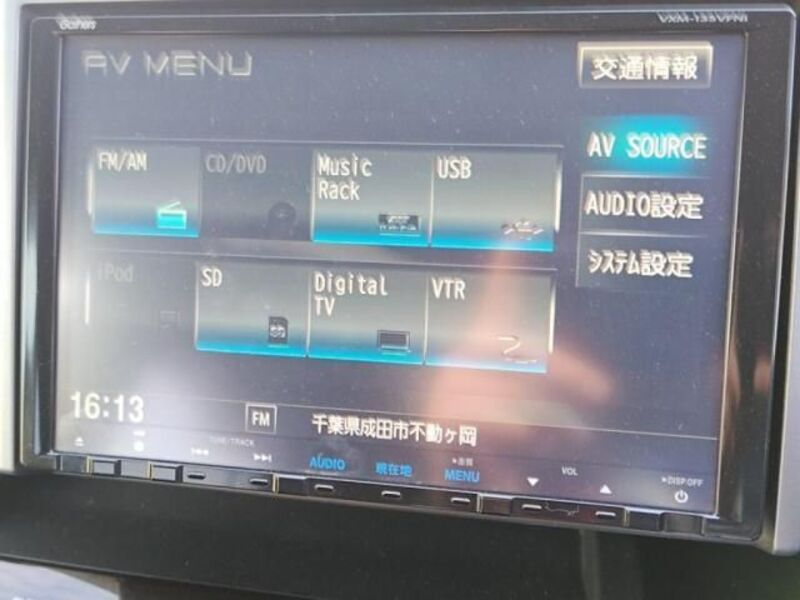 Gathers
VXM-135VFNi
AV MENU
交通情報
FM/AM
CD/DVD
Music
Rack
USB
AV SOURCE
AUDIO設定
システム設定
iPod
SD
Digital
TV
VTR
16:13
FM
千葉県成田市不動ヶ岡
TUNE/TRACK
AUDIO
現在地
*画質
MENU
VOL
*DISP OFF